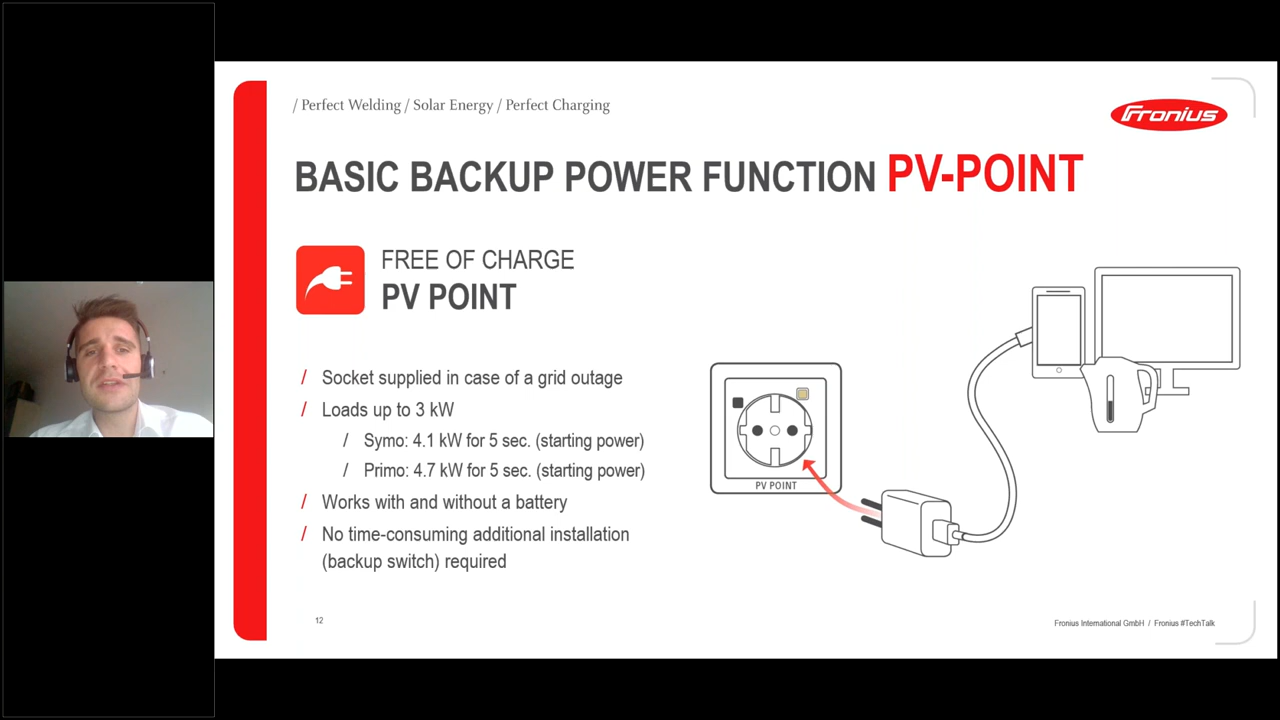 / Perfect Welding / Solar Energy / Perfect Charging
Fronius
BASIC BACKUP POWER FUNCTION PV-POINT
FREE OF CHARGE
PV POINT
/ Socket supplied in case of a grid outage
/ Loads up to 3 kW
/ Symo: 4.1 kW for 5 sec. (starting power)
/ Primo: 4.7 kW for 5 sec. (starting power)
/ Works with and without a battery
/ No time-consuming additional installation
(backup switch) required
PV POINT
12
Fronius International GmbH / Fronius #TechTalk